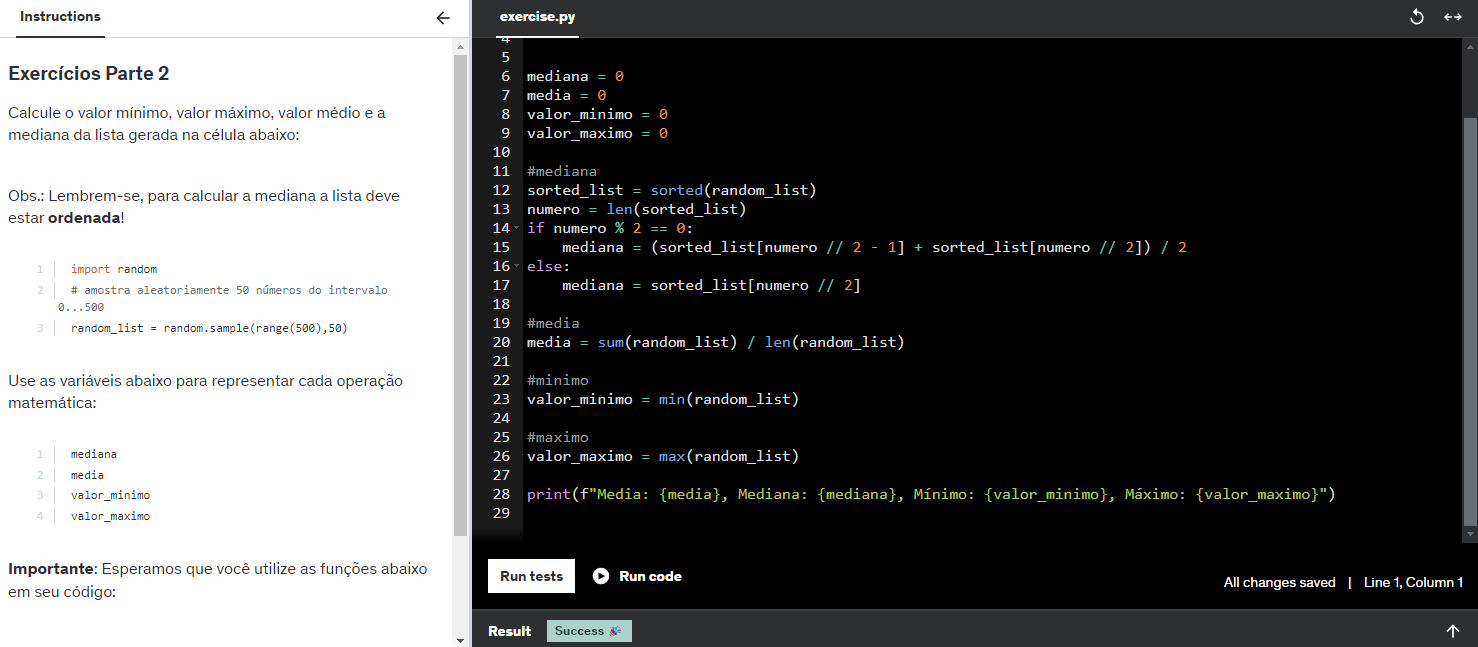 Instructions
Exercícios Parte 2
Calcule o valor mínimo, valor máximo, valor médio e a
mediana da lista gerada na célula abaixo:
Obs.: Lembrem-se, para calcular a mediana a lista deve
estar ordenada!
1 import random
2 # amostra aleatoriamente 50 números do intervalo
0...500
3 random_list = random.sample(range(500),50)
Use as variáveis abaixo para representar cada operação
matemática:
1 mediana
2 media
3 valor_minimo
4 valor_maximo
Importante: Esperamos que você utilize as funções abaixo
em seu código:
exercise.py
4
5
6 mediana = 0
7 media = 0
8 valor_minimo = 0
9 valor_maximo = 0
10
11 #mediana
12 sorted_list = sorted(random_list)
13 numero = len(sorted_list)
14 if numero % 2 == 0:
15     mediana = (sorted_list[numero // 2 - 1] + sorted_list[numero // 2]) / 2
16 else:
17     mediana = sorted_list[numero // 2]
18
19 #media
20 media = sum(random_list) / len(random_list)
21
22 #minimo
23 valor_minimo = min(random_list)
24
25 #maximo
26 valor_maximo = max(random_list)
27
28 print(f"Media: {media}, Mediana: {mediana}, Mínimo: {valor_minimo}, Máximo: {valor_maximo}")
29
Run tests Run code
All changes saved | Line 1, Column 1
Result Success 🎉